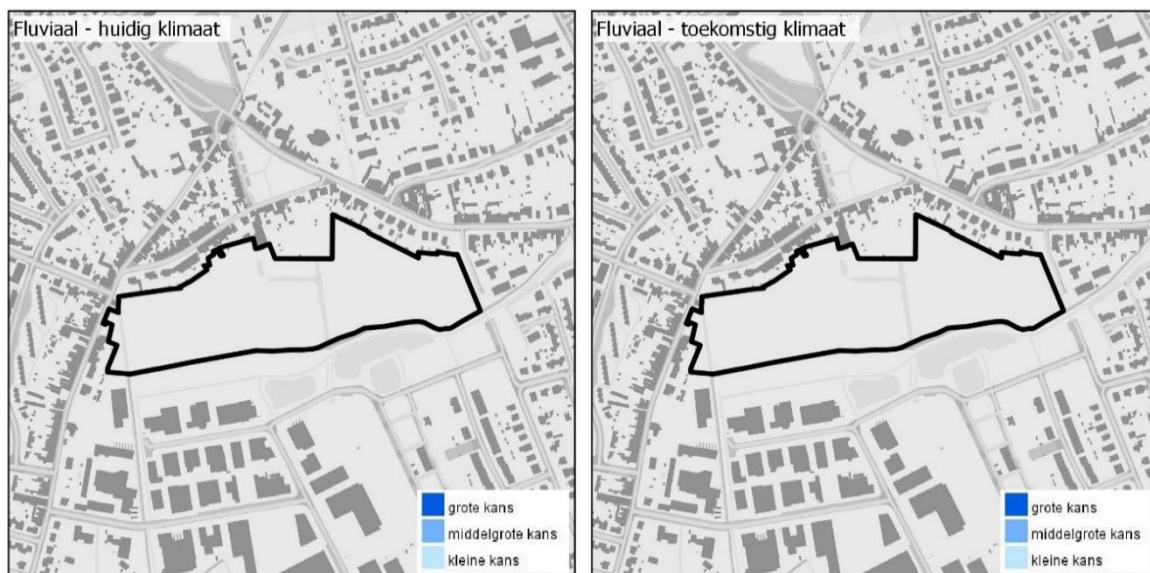 Fluviaal - huidig klimaat
grote kans
middelgrote kans
kleine kans
Fluviaal - toekomstig klimaat
grote kans
middelgrote kans
kleine kans